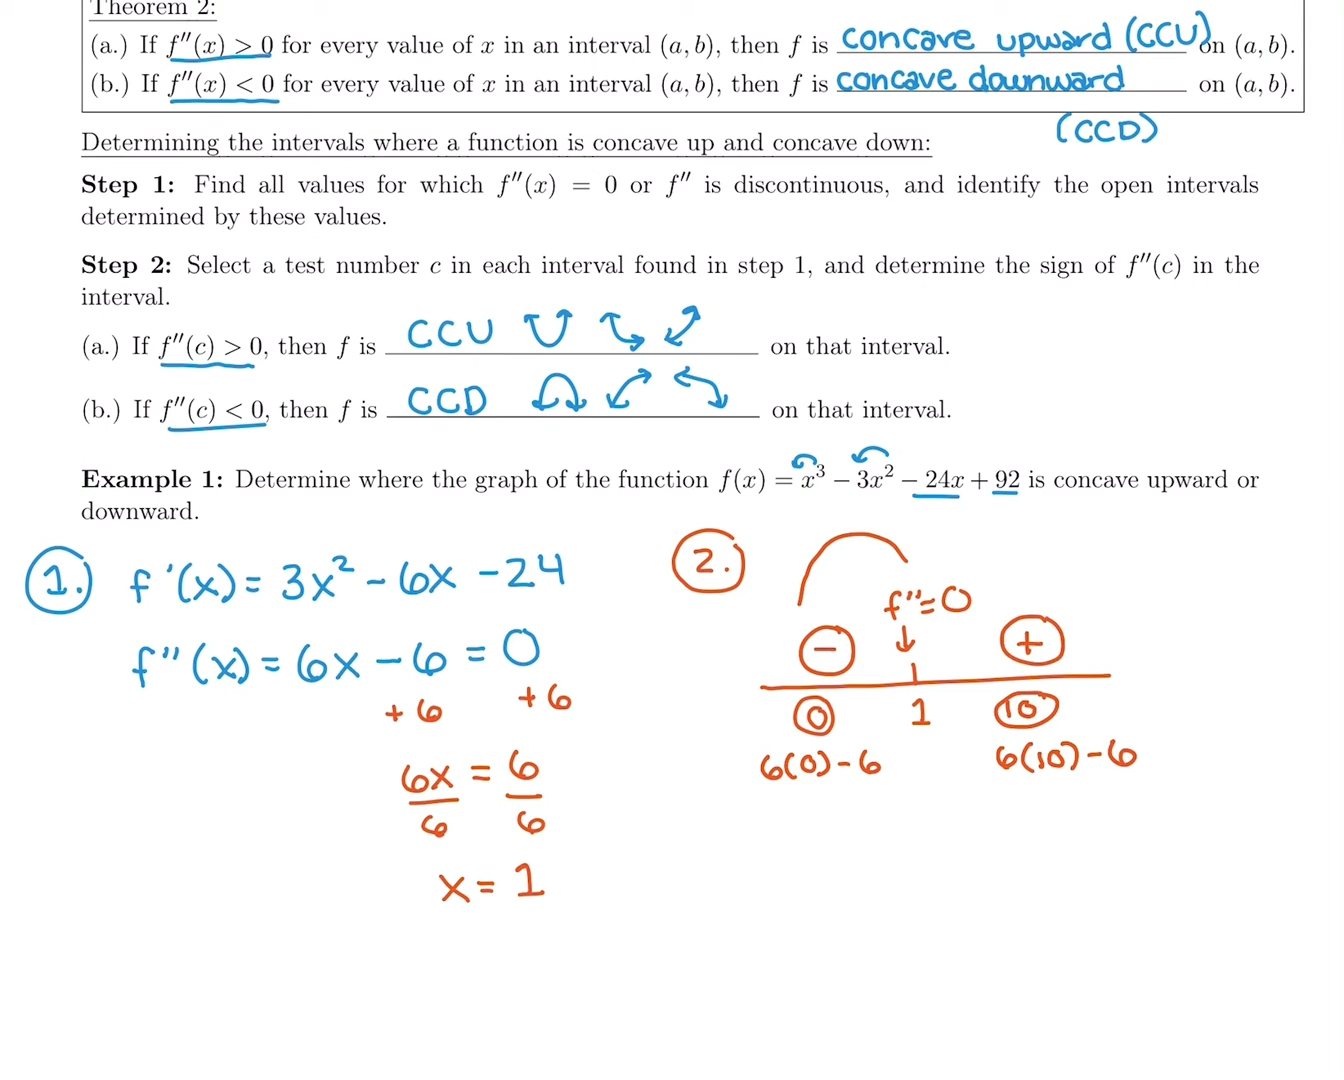 Theorem 2:
(a.) If f″(x) > 0 for every value of x in an interval (a, b), then f is concave upward (CCU) on (a, b).
(b.) If f″(x) < 0 for every value of x in an interval (a, b), then f is concave downward on (a, b).
(CCD)
Determining the intervals where a function is concave up and concave down:
Step 1: Find all values for which f″(x) = 0 or f″ is discontinuous, and identify the open intervals
determined by these values.
Step 2: Select a test number c in each interval found in step 1, and determine the sign of f″(c) in the
interval.
(a.) If f″(c) > 0, then f is CCU on that interval.
(b.) If f″(c) < 0, then f is CCD on that interval.
Example 1: Determine where the graph of the function f(x) = x³ − 3x² − 24x + 92 is concave upward or
downward.
1. f'(x) = 3x² - 6x - 24
f"(x) = 6x - 6 = 0
+6 +6
6x = 6
6 6
x = 1
2.
f" = 0
− +
0 1 10
6(0) - 6 6(10) - 6